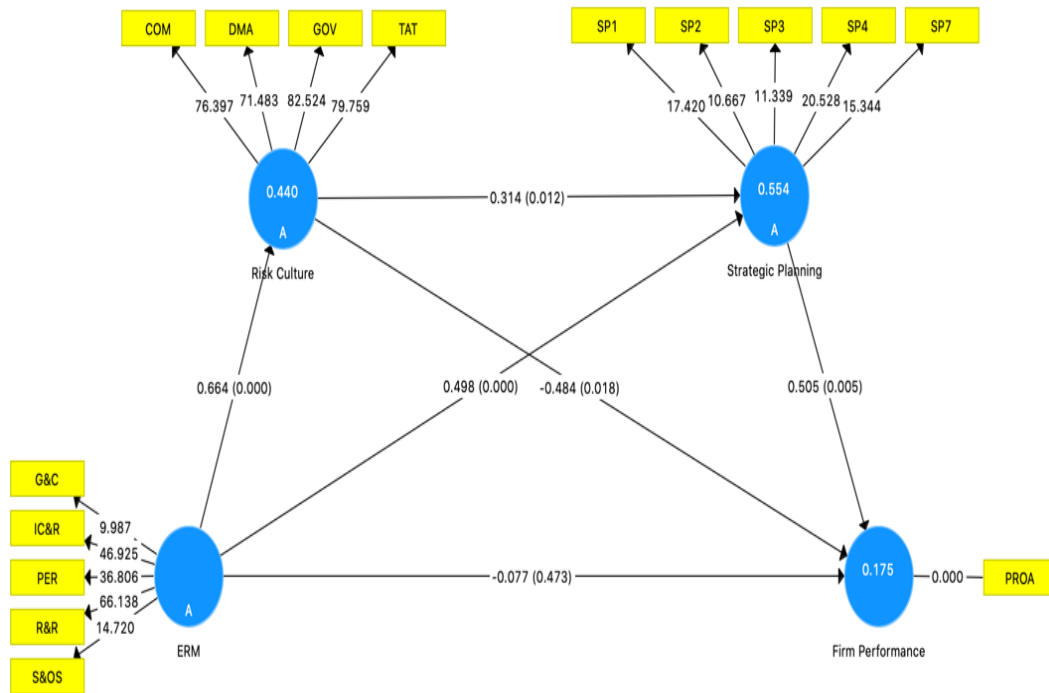 COM DMA GOV TAT SP1 SP2 SP3 SP4 SP7
76.397 71.483 82.524 79.759 17.420 10.667 11.339 20.528 15.344
0.440 0.314 (0.012) 0.554
A A
Risk Culture Strategic Planning
0.664 (0.000) 0.498 (0.000) -0.484 (0.018) 0.505 (0.005)
G&C
9.987
IC&R
46.925
PER 36.806 -0.077 (0.473) 0.175 0.000 PROA
66.138
A
R&R
14.720
ERM Firm Performance
S&OS